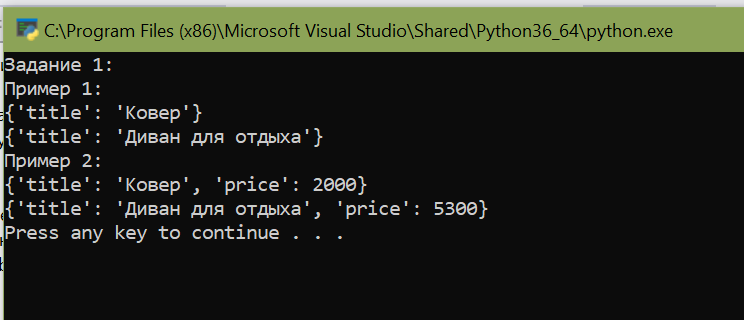 C:\Program Files (x86)\Microsoft Visual Studio\Shared\Python36_64\python.exe
Задание 1:
Пример 1:
{'title': 'Ковер'}
{'title': 'Диван для отдыха'}
Пример 2:
{'title': 'Ковер', 'price': 2000}
{'title': 'Диван для отдыха', 'price': 5300}
Press any key to continue . . .